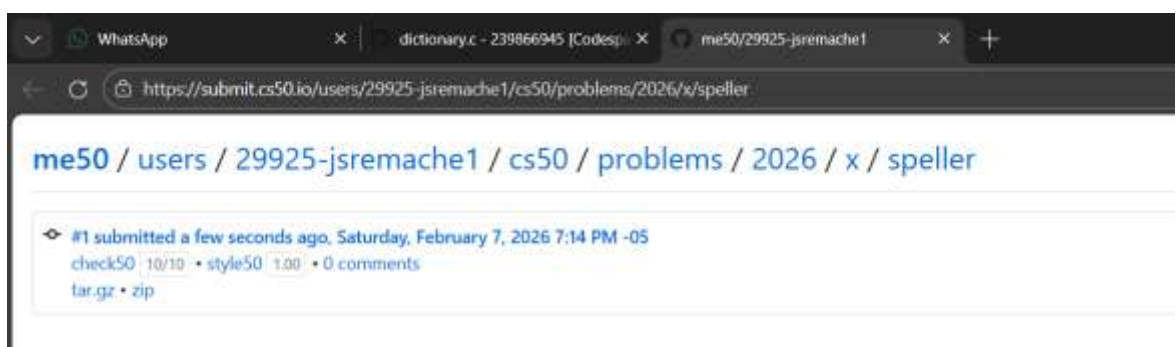 WhatsApp
dictionary.c - 239866945 [Codesp
me50/29925-jsremache1
https://submit.cs50.io/users/29925-jsremache1/cs50/problems/2026/x/speller
me50 / users / 29925-jsremache1 / cs50 / problems / 2026 / x / speller
#1 submitted a few seconds ago, Saturday, February 7, 2026 7:14 PM -05
check50 10/10 • style50 1.00 • 0 comments
tar.gz • zip